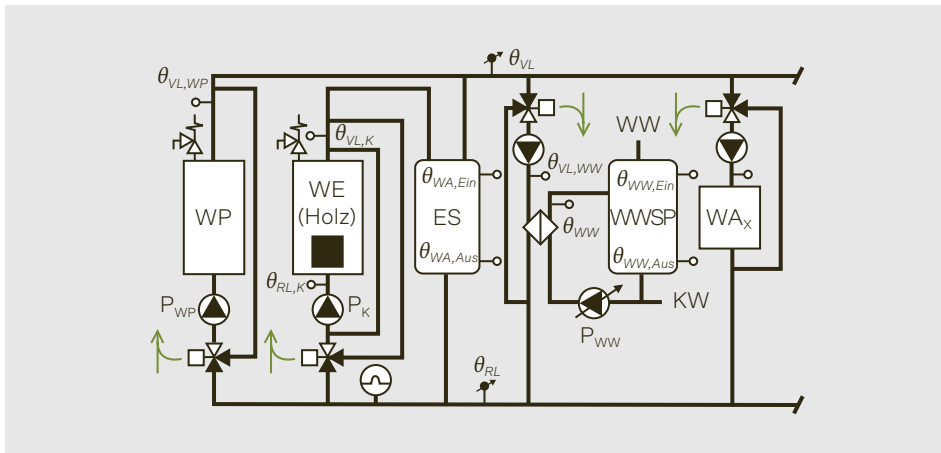 θVL
θVL,WP
θVL,K
WW
θVL,WW
WP
WE
(Holz)
θWA,Ein
ES
θWA,Aus
θWW,Ein
WWSP
θWW
θWW,Aus
WAX
θRL,K
PWP
PK
KW
PWW
θRL